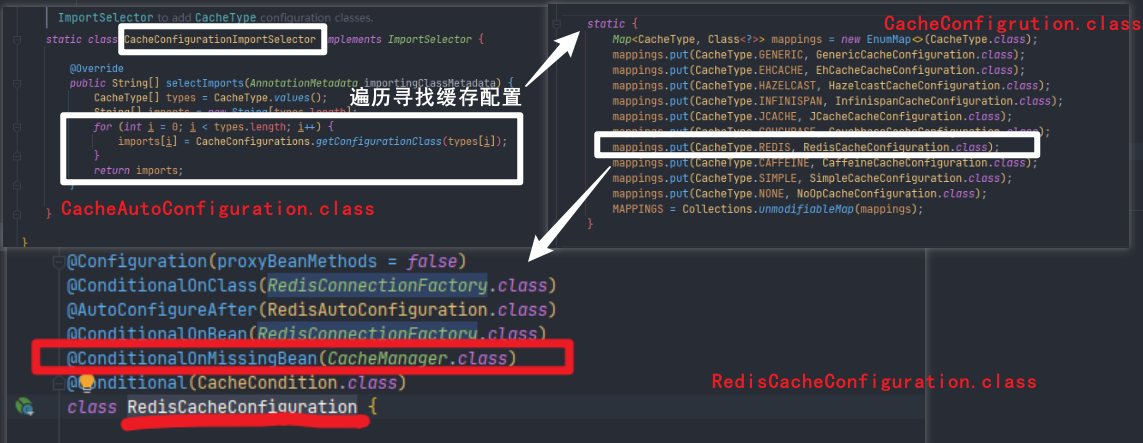 ImportSelector to add CacheType configuration classes.
static class CacheConfigurationImportSelector implements ImportSelector {
@Override
public String[] selectImports(AnnotationMetadata importingClassMetadata) {
CacheType[] types = CacheType.values();
String[] imports = new String[types.length];
for (int i = 0; i < types.length; i++) {
imports[i] = CacheConfigurations.getConfigurationClass(types[i]);
}
return imports;
}
}
}
CacheAutoConfiguration.class
遍历寻找缓存配置
CacheConfigrution.class
static {
Map<CacheType, Class<?>> mappings = new EnumMap<>(CacheType.class);
mappings.put(CacheType.GENERIC, GenericCacheConfiguration.class);
mappings.put(CacheType.EHCACHE, EhCacheCacheConfiguration.class);
mappings.put(CacheType.HAZELCAST, HazelcastCacheConfiguration.class);
mappings.put(CacheType.INFINISPAN, InfinispanCacheConfiguration.class);
mappings.put(CacheType.JCACHE, JCacheCacheConfiguration.class);
mappings.put(CacheType.COUCHBASE, CouchbaseCacheConfiguration.class);
mappings.put(CacheType.REDIS, RedisCacheConfiguration.class);
mappings.put(CacheType.CAFFEINE, CaffeineCacheConfiguration.class);
mappings.put(CacheType.SIMPLE, SimpleCacheConfiguration.class);
mappings.put(CacheType.NONE, NoOpCacheConfiguration.class);
MAPPINGS = Collections.unmodifiableMap(mappings);
}
@Configuration(proxyBeanMethods = false)
@ConditionalOnClass(RedisConnectionFactory.class)
@AutoConfigureAfter(RedisAutoConfiguration.class)
@ConditionalOnBean(RedisConnectionFactory.class)
@ConditionalOnMissingBean(CacheManager.class)
@Conditional(CacheCondition.class)
class RedisCacheConfiguration {
RedisCacheConfiguration.class